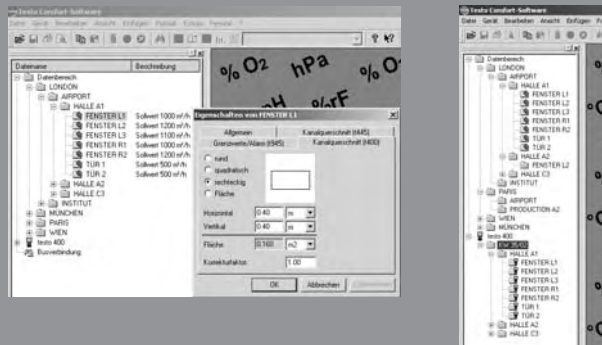 Testo Comfort-Software
Datei Gerät Bearbeiten Ansicht Einfügen Format Extras Fenster ?
Dateiname Beschreibung
Datenbereich
LONDON
AIRPORT
HALLE A1
FENSTER L1 Sollwert 1000 m³/h
FENSTER L2 Sollwert 1200 m³/h
FENSTER L3 Sollwert 1100 m³/h
FENSTER R1 Sollwert 1000 m³/h
FENSTER R2 Sollwert 1200 m³/h
TÜR 1 Sollwert 500 m³/h
TÜR 2 Sollwert 500 m³/h
HALLE A2
HALLE C3
INSTITUT
MÜNCHEN
PARIS
WIEN
testo 400
Busverbindung
% O2 hPa % O
%rF
Eigenschaften von FENSTER L1
Allgemein Kanalquerschnitt (t445)
Grenzwerte/Alarm (t945) Kanalquerschnitt (t400)
rund
quadratisch
rechteckig
Fläche
Horizontal 0.40 m
Vertikal 0.40 m
Fläche 0.160 m2
Korrekturfaktor 1.00
OK Abbrechen
Testo Comfort-Software
Datei Gerät Bearbeiten Ansicht Einfügen
Datenbereich
LONDON
AIRPORT
HALLE A1
FENSTER L1
FENSTER L2
FENSTER L3
FENSTER R1
FENSTER R2
TÜR 1
TÜR 2
HALLE A2
FENSTER L2
HALLE C3
INSTITUT
PARIS
AIRPORT
PRODUCTION A2
WIEN
MÜNCHEN
testo 400
KW 35/02
HALLE A1
FENSTER L1
FENSTER L2
FENSTER L3
FENSTER R1
FENSTER R2
TÜR 1
TÜR 2
HALLE A2
HALLE C3